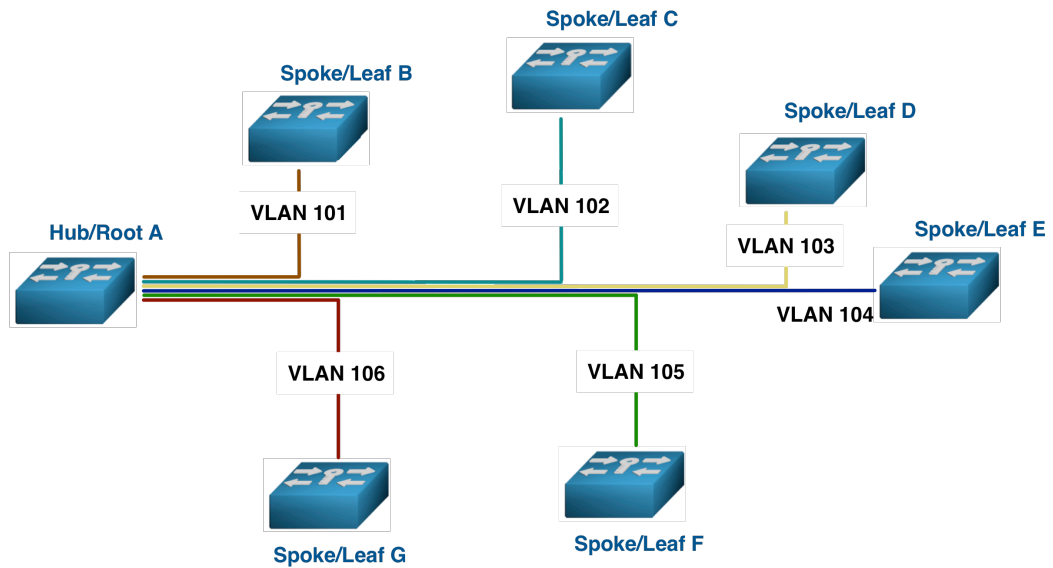 Spoke/Leaf C
Spoke/Leaf B
Spoke/Leaf D
VLAN 101
VLAN 102
Hub/Root A
VLAN 103
Spoke/Leaf E
VLAN 104
VLAN 106
VLAN 105
Spoke/Leaf G
Spoke/Leaf F